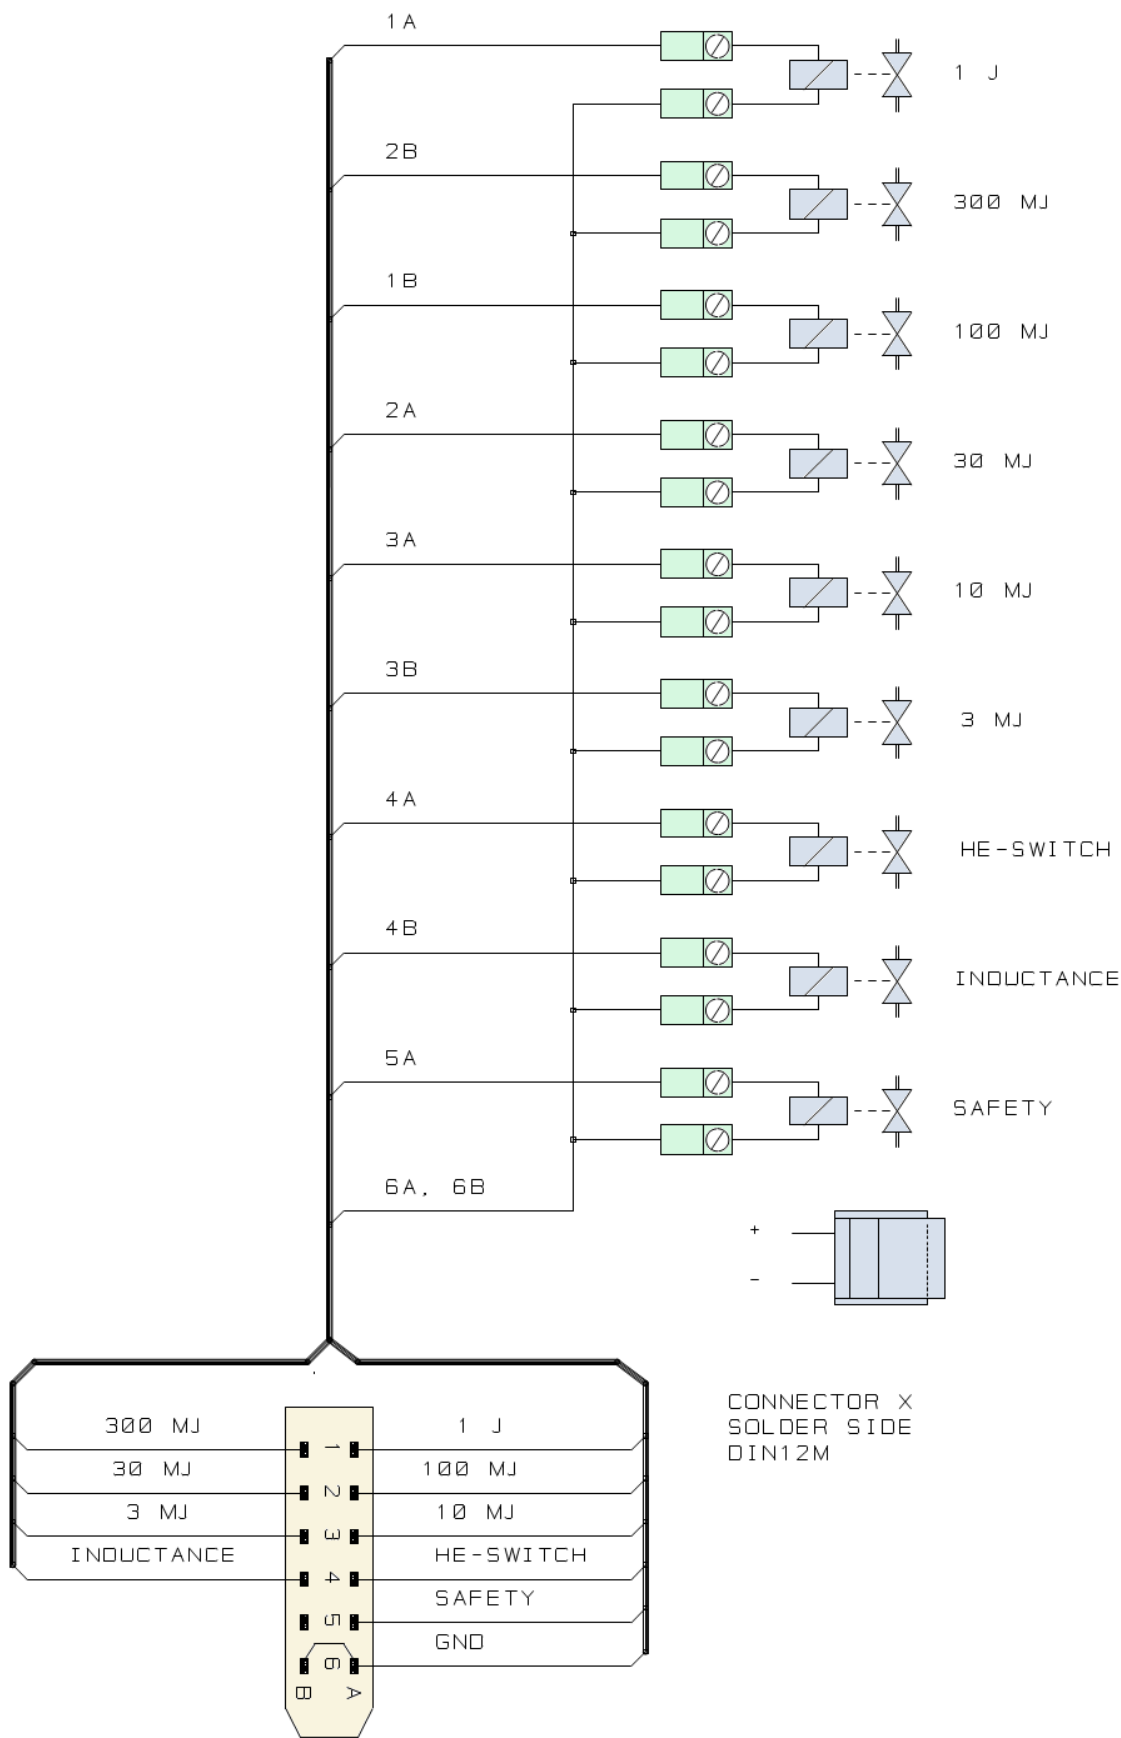 1A
1 J
2B
300 MJ
1B
100 MJ
2A
30 MJ
3A
10 MJ
3B
3 MJ
4A
HE-SWITCH
4B
INDUCTANCE
5A
SAFETY
6A, 6B
+
-
CONNECTOR X
SOLDER SIDE
DIN12M
300 MJ 1 J
1
30 MJ 100 MJ
2
3 MJ 10 MJ
3
INDUCTANCE HE-SWITCH
4
SAFETY
5
GND
6
B A